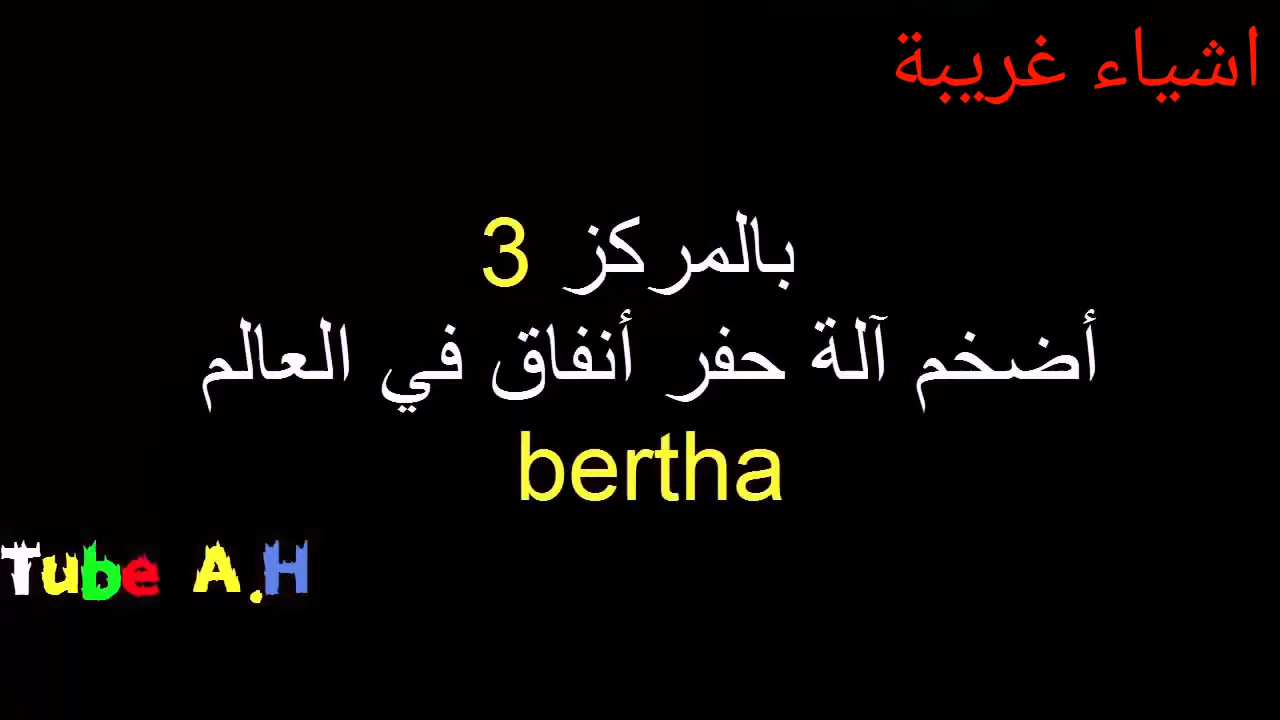 اشياء غريبة
بالمركز 3
أضخم آلة حفر أنفاق في العالم
bertha
Tube A.H